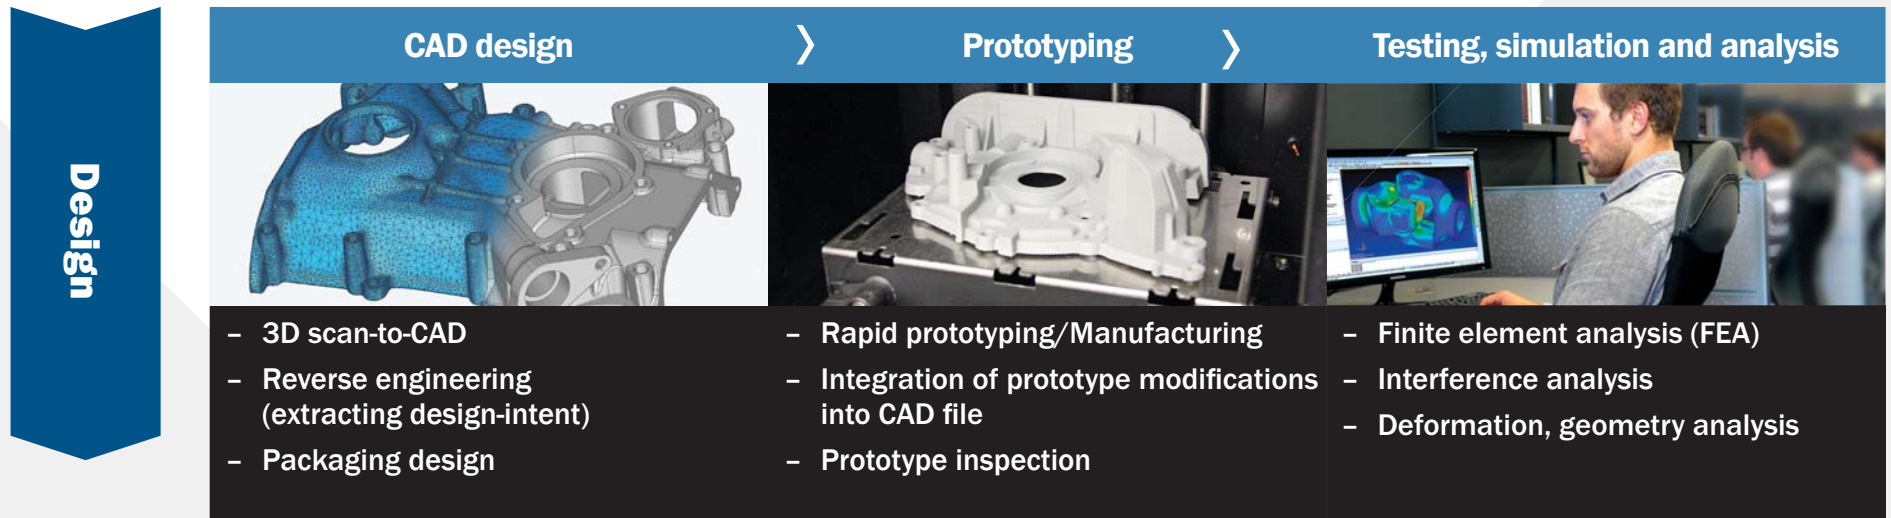 Design
CAD design
Prototyping
Testing, simulation and analysis
– 3D scan-to-CAD
– Reverse engineering
(extracting design-intent)
– Packaging design
– Rapid prototyping/Manufacturing
– Integration of prototype modifications
into CAD file
– Prototype inspection
– Finite element analysis (FEA)
– Interference analysis
– Deformation, geometry analysis